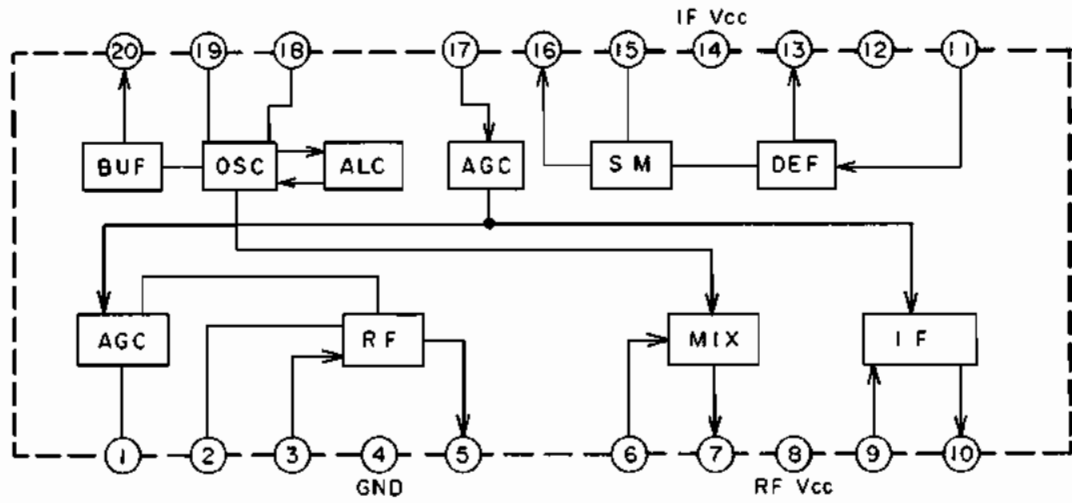 IF Vcc
20 19 18 17 16 15 14 13 12 11
BUF OSC ALC AGC SM DEF
AGC RF MIX IF
1 2 3 4 5 6 7 8 9 10
GND RF Vcc